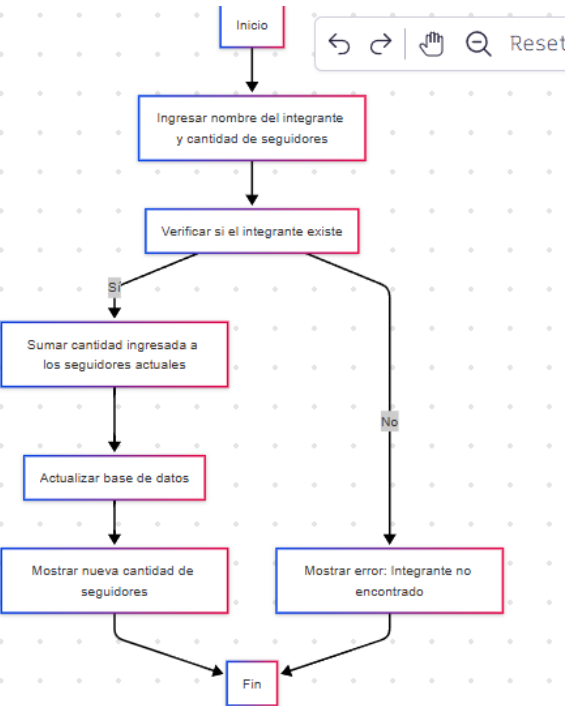 Inicio
Reset
Ingresar nombre del integrante
y cantidad de seguidores
Verificar si el integrante existe
Sí
Sumar cantidad ingresada a
los seguidores actuales
No
Actualizar base de datos
Mostrar nueva cantidad de
seguidores
Mostrar error: Integrante no
encontrado
Fin